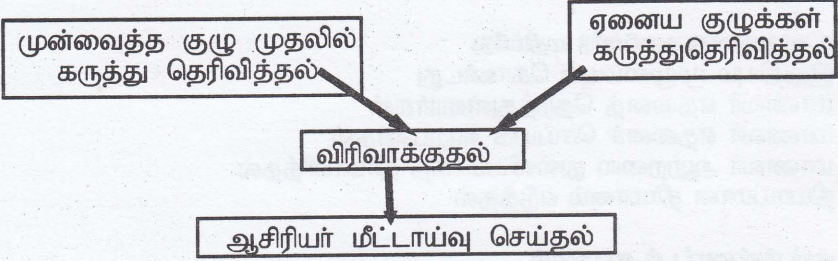 முன்வைத்த குழு முதலில்
கருத்து தெரிவித்தல்
ஏனைய குழுக்கள்
கருத்துதெரிவித்தல்
விரிவாக்குதல்
ஆசிரியர் மீட்டாய்வு செய்தல்